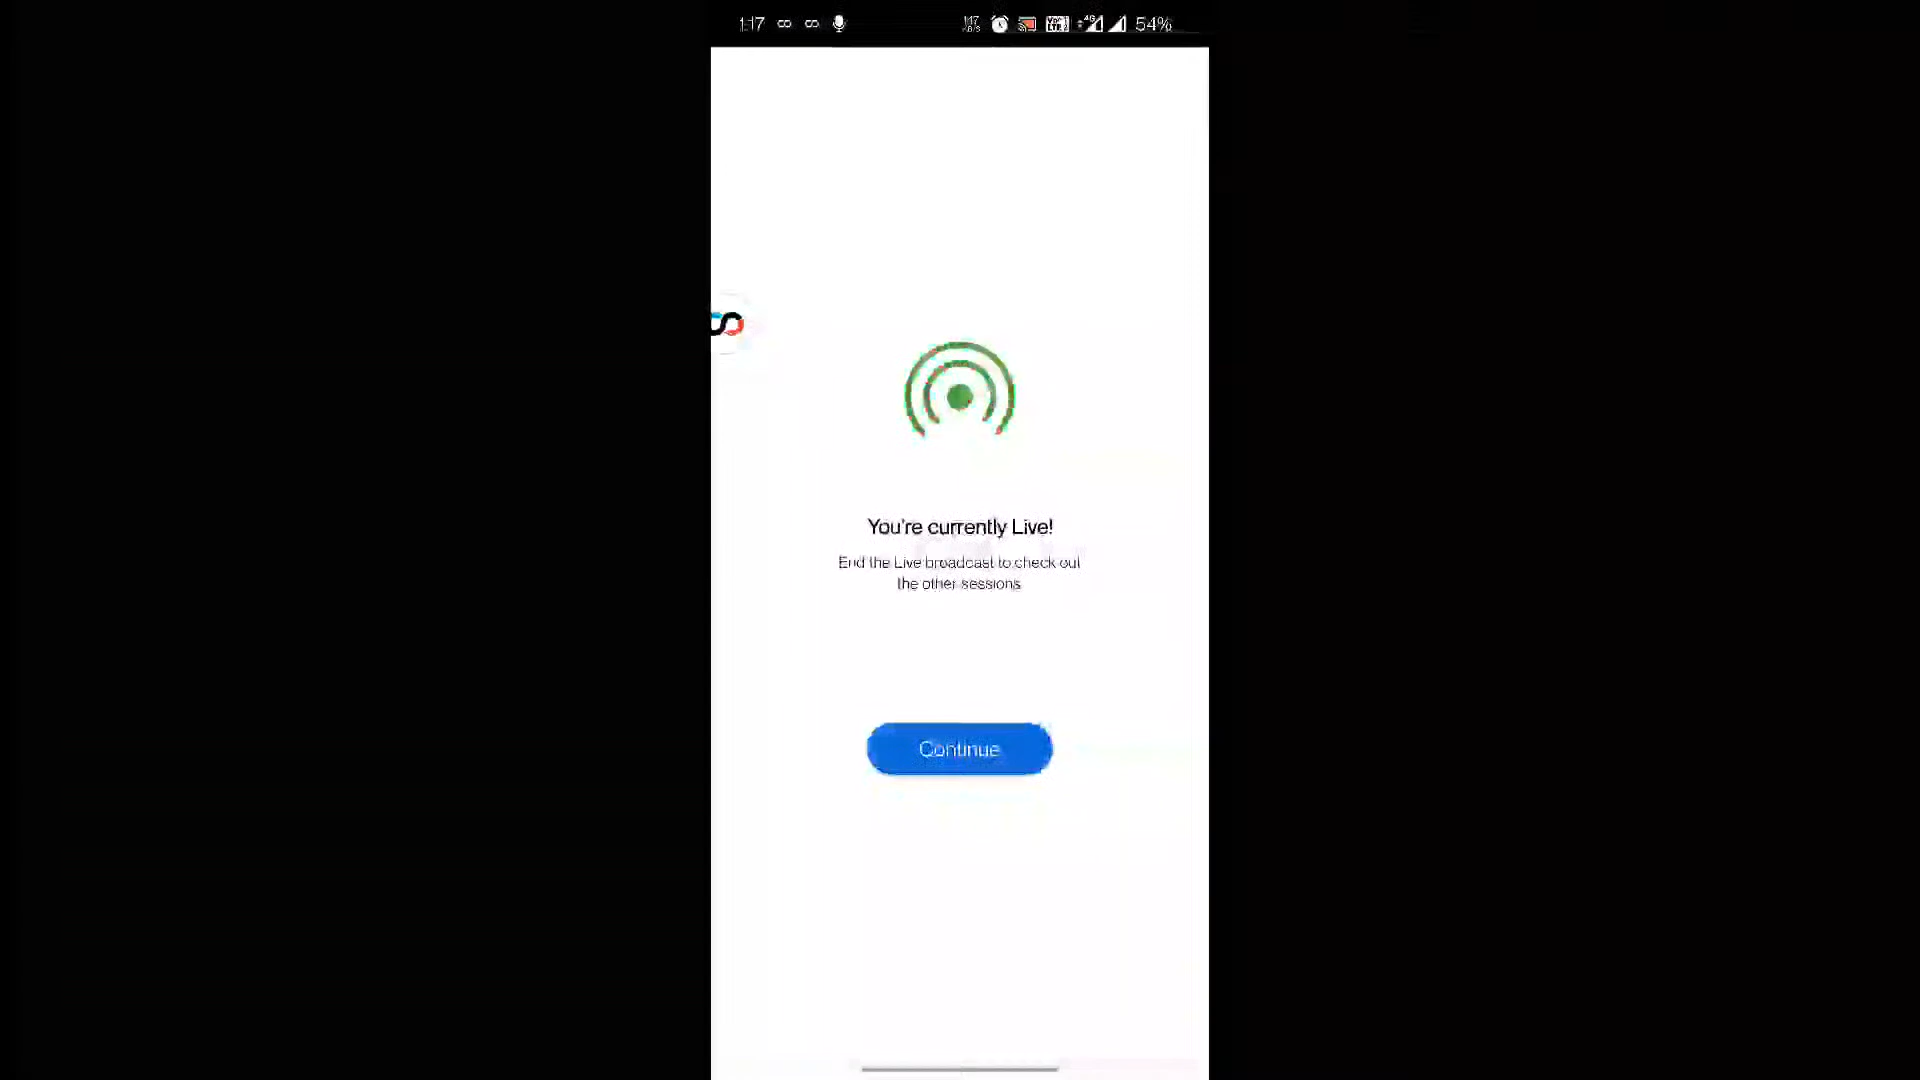 1:17 54%
You're currently Live!
End the Live broadcast to check out
the other sessions
Continue